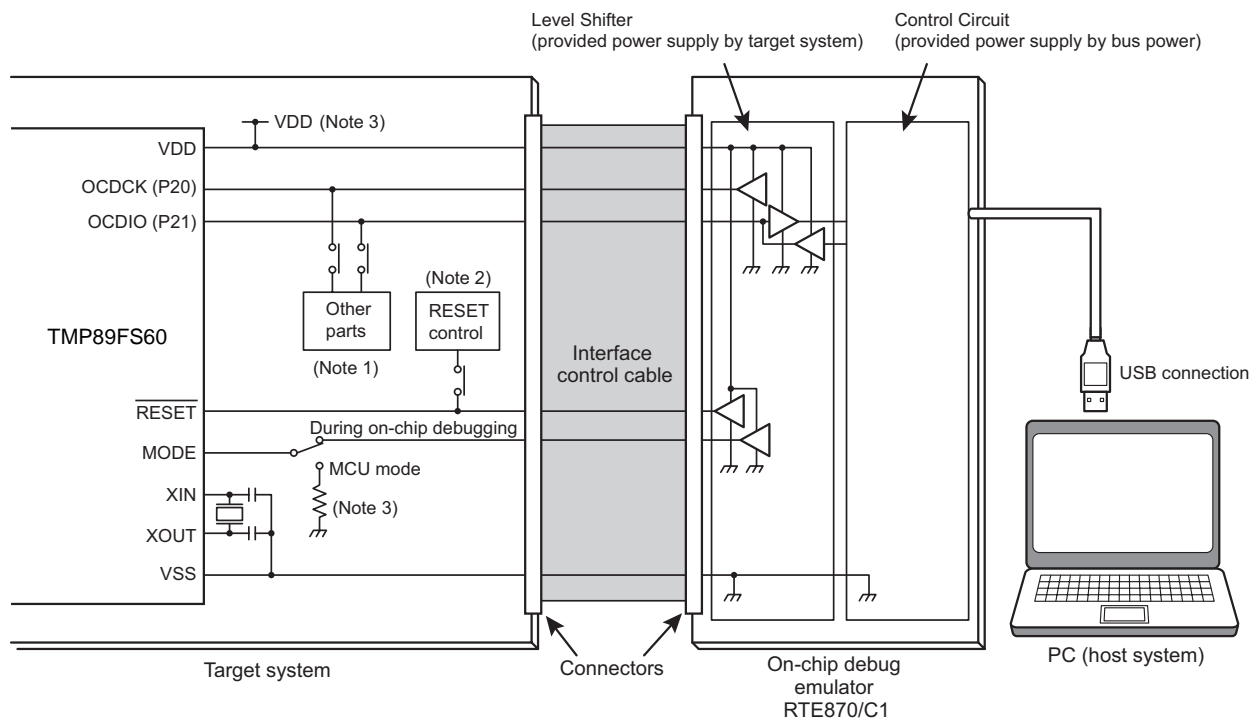 Level Shifter
(provided power supply by target system)
Control Circuit
(provided power supply by bus power)
VDD (Note 3)
VDD
OCDCK (P20)
OCDIO (P21)
(Note 2)
Other
parts
RESET
control
TMP89FS60
(Note 1)
Interface
control cable
USB connection
RESET
During on-chip debugging
MODE
MCU mode
XIN
(Note 3)
XOUT
VSS
Target system
Connectors
On-chip debug
emulator
RTE870/C1
PC (host system)